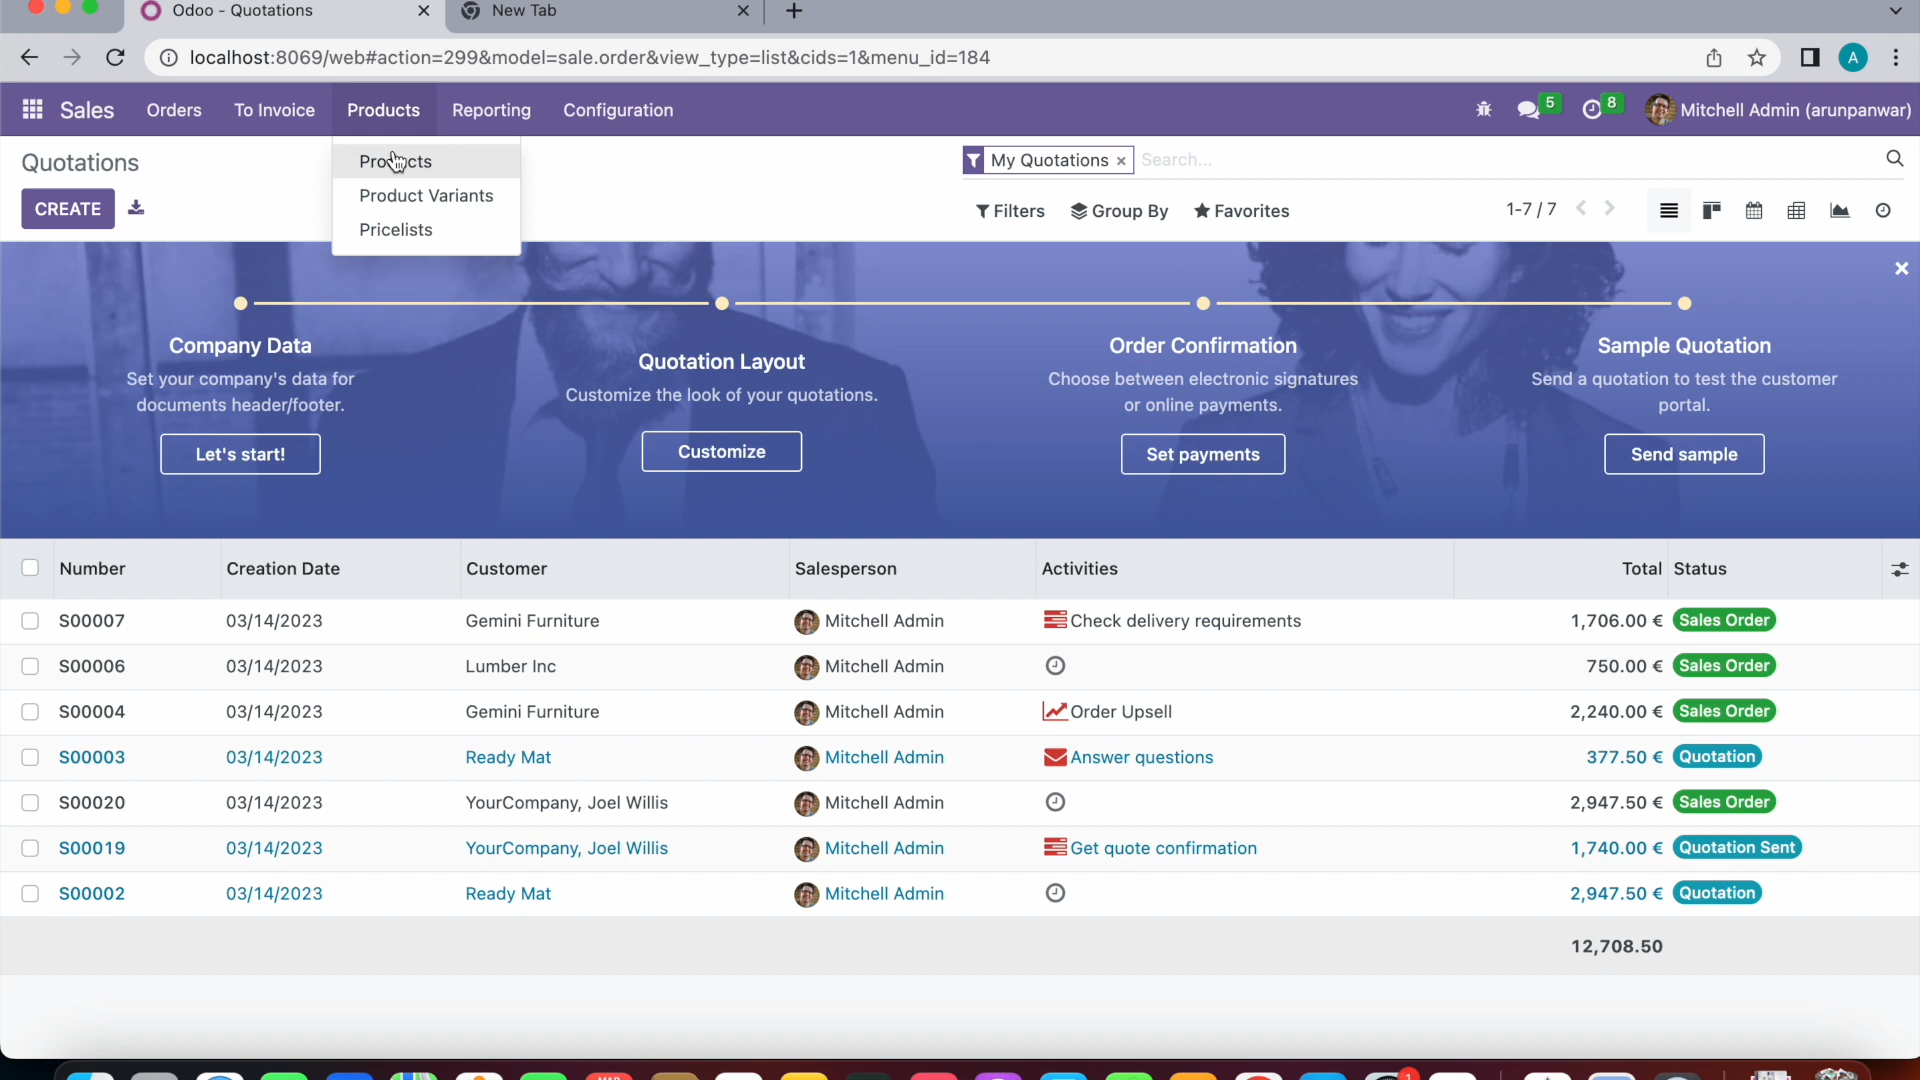 Odoo - Quotations
New Tab
localhost:8069/web#action=299&model=sale.order&view_type=list&cids=1&menu_id=184
A
Sales Orders To Invoice Products Reporting Configuration
5 8 Mitchell Admin (arunpanwar)
Quotations
Products
Product Variants
Pricelists
My Quotations × Search...
CREATE
Filters Group By Favorites 1-7 / 7
Company Data
Set your company's data for
documents header/footer.
Let's start!
Quotation Layout
Customize the look of your quotations.
Customize
Order Confirmation
Choose between electronic signatures
or online payments.
Set payments
Sample Quotation
Send a quotation to test the customer
portal.
Send sample
Number Creation Date Customer Salesperson Activities Total Status
S00007 03/14/2023 Gemini Furniture Mitchell Admin Check delivery requirements 1,706.00 € Sales Order
S00006 03/14/2023 Lumber Inc Mitchell Admin 750.00 € Sales Order
S00004 03/14/2023 Gemini Furniture Mitchell Admin Order Upsell 2,240.00 € Sales Order
S00003 03/14/2023 Ready Mat Mitchell Admin Answer questions 377.50 € Quotation
S00020 03/14/2023 YourCompany, Joel Willis Mitchell Admin 2,947.50 € Sales Order
S00019 03/14/2023 YourCompany, Joel Willis Mitchell Admin Get quote confirmation 1,740.00 € Quotation Sent
S00002 03/14/2023 Ready Mat Mitchell Admin 2,947.50 € Quotation
12,708.50
MAR
1